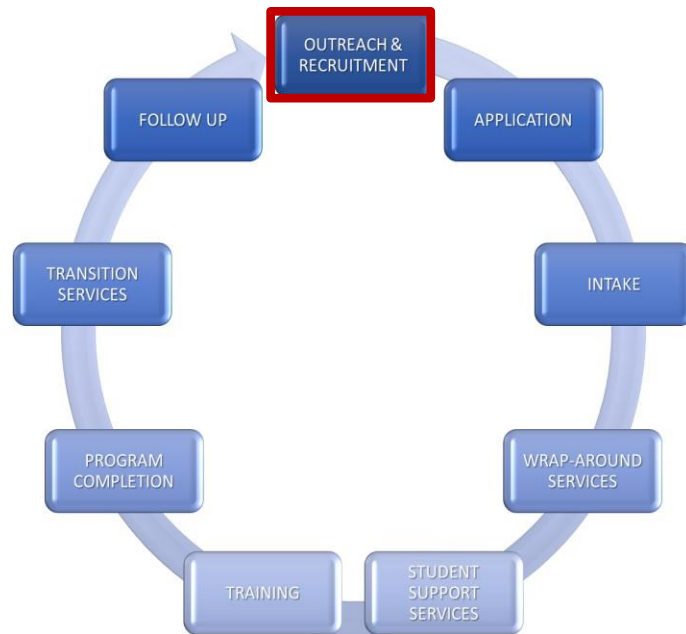 OUTREACH &
RECRUITMENT
APPLICATION
INTAKE
WRAP-AROUND
SERVICES
STUDENT
SUPPORT
SERVICES
TRAINING
PROGRAM
COMPLETION
TRANSITION
SERVICES
FOLLOW UP